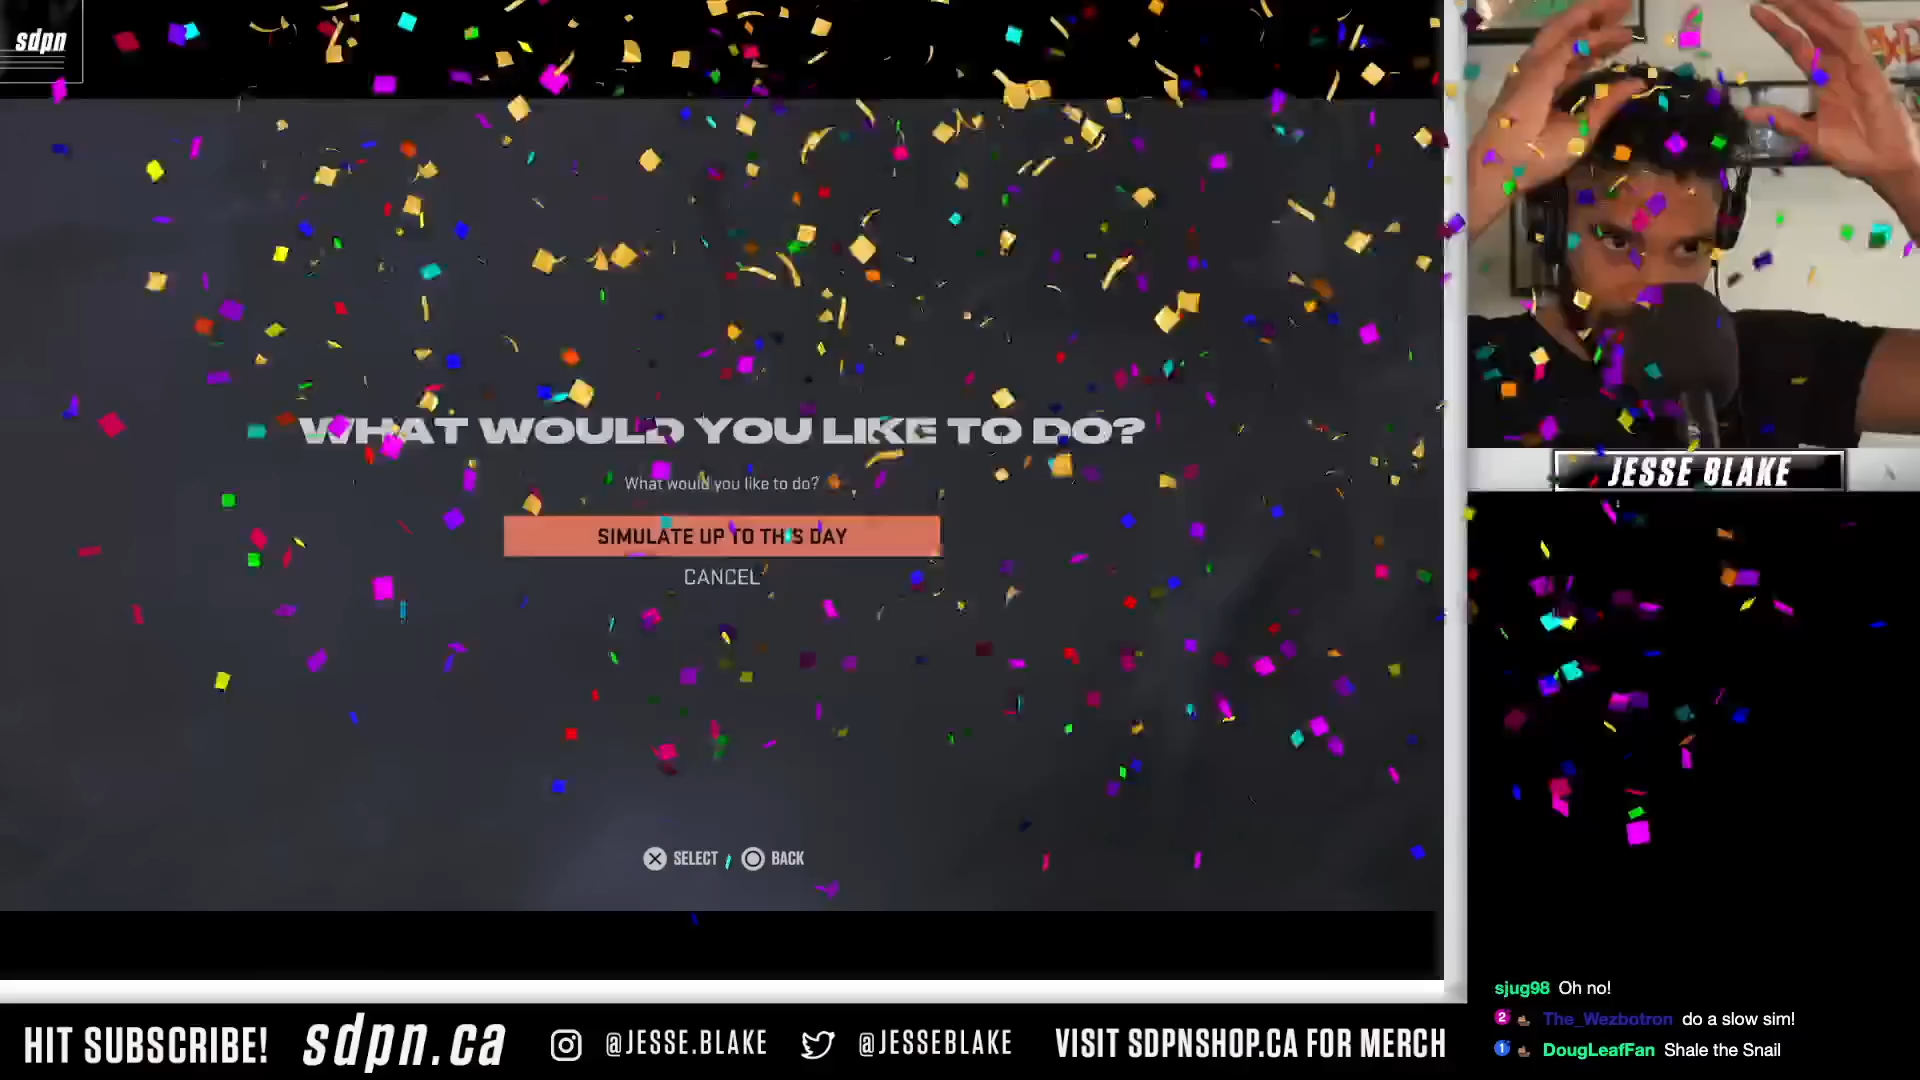 sdpn
WHAT WOULD YOU LIKE TO DO?
What would you like to do?
SIMULATE UP TO THIS DAY
CANCEL
SELECT
BACK
JESSE BLAKE
sjug98 Oh no!
2 The_Wezbotron do a slow sim!
1 DougLeafFan Shale the Snail
HIT SUBSCRIBE! sdpn.ca @JESSE.BLAKE @JESSEBLAKE VISIT SDPNSHOP.CA FOR MERCH